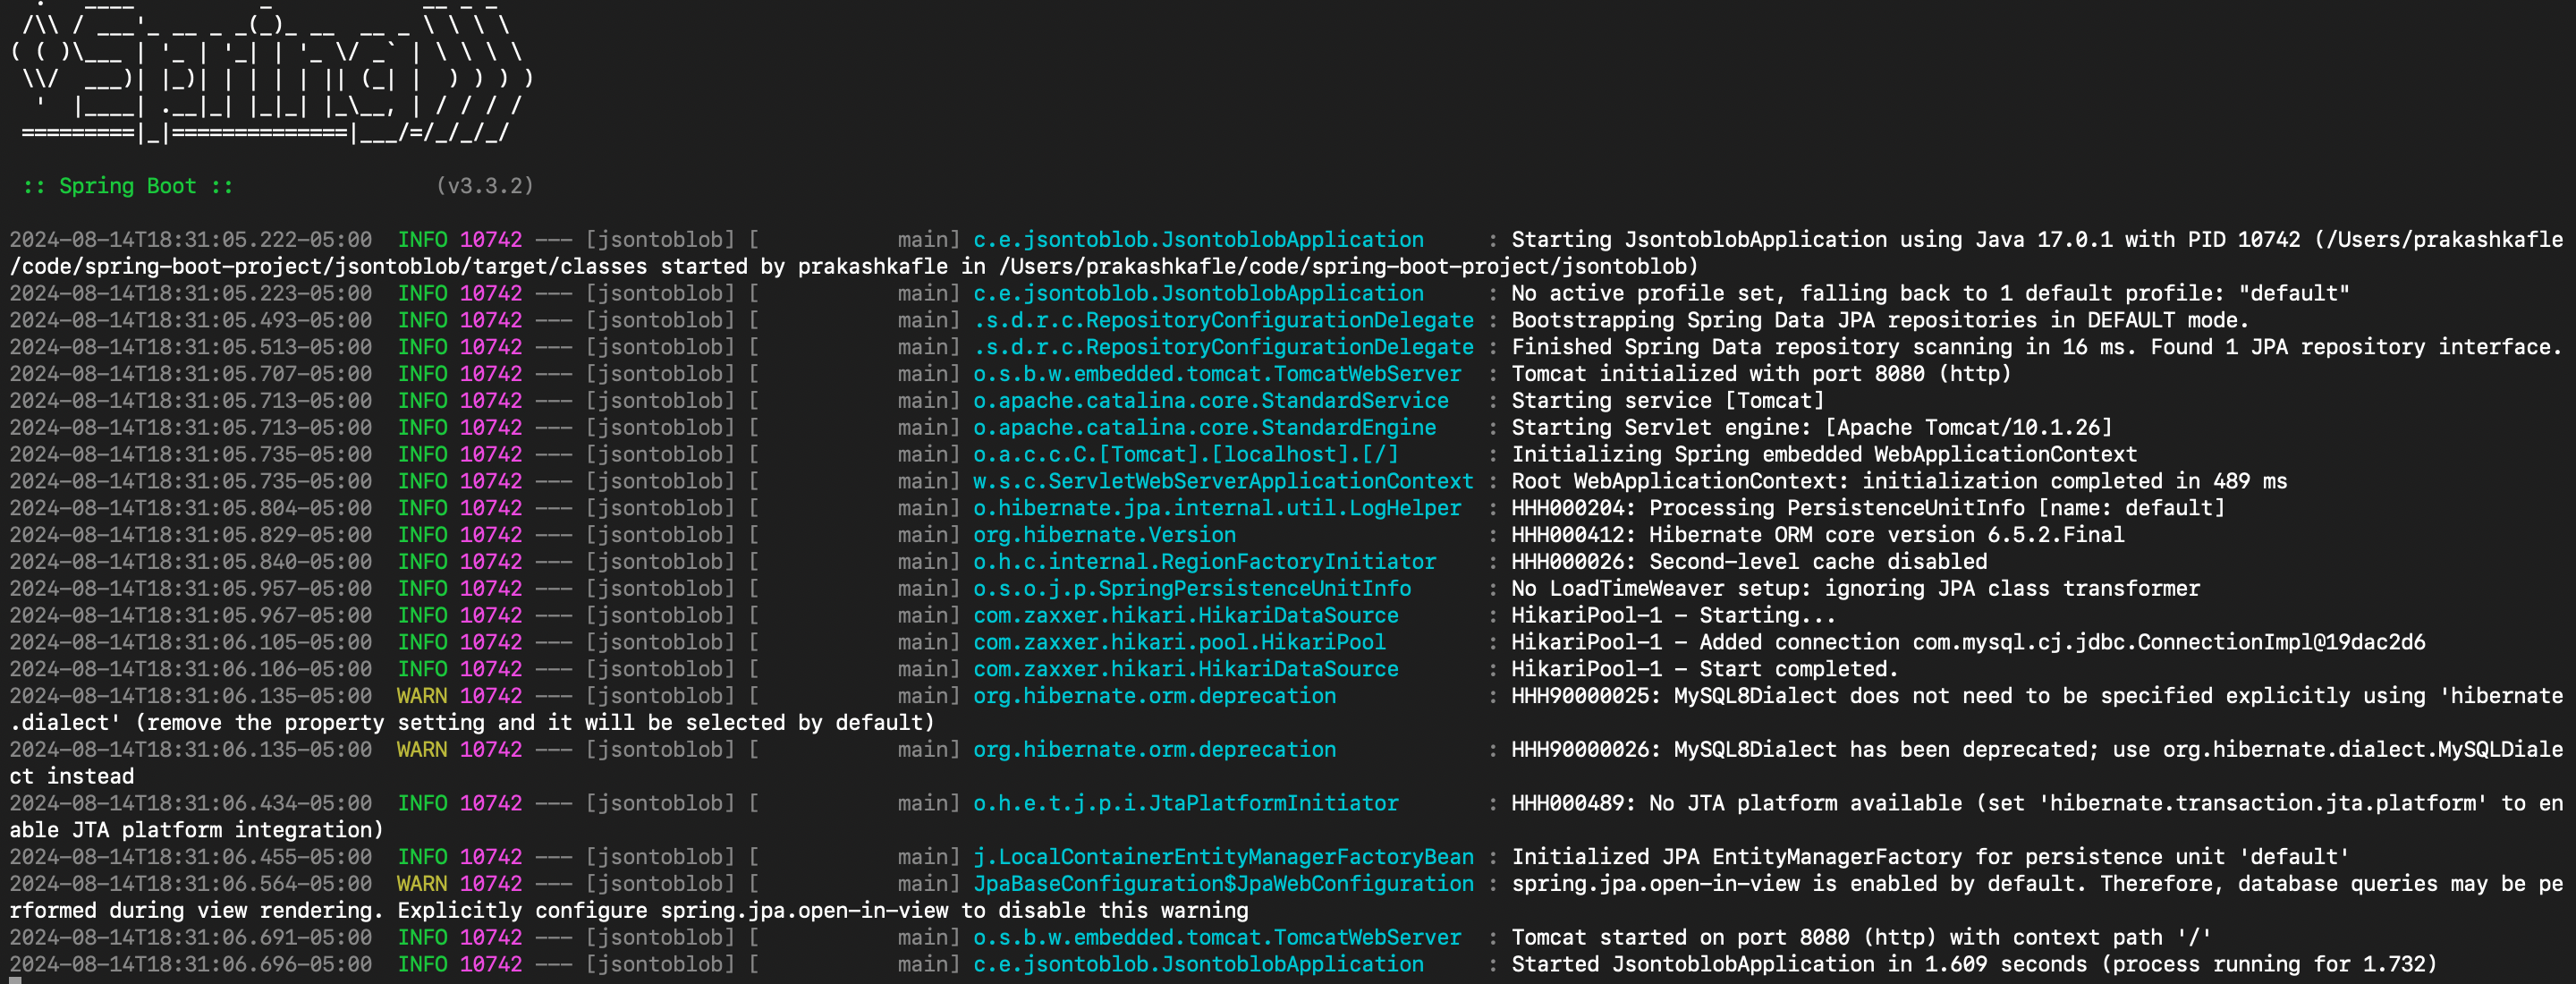 .   ____          _            __ _ _
 /\\ / ___'_ __ _ _(_)_ __  __ _ \ \ \ \
( ( )\___ | '_ | '_| | '_ \/ _` | \ \ \ \
 \\/  ___)| |_)| | | | | || (_| |  ) ) ) )
  '  |____| .__|_| |_|_| |_\__, | / / / /
 =========|_|==============|___/=/_/_/_/

 :: Spring Boot ::                (v3.3.2)

2024-08-14T18:31:05.222-05:00  INFO 10742 --- [jsontoblob] [           main] c.e.jsontoblob.JsontoblobApplication     : Starting JsontoblobApplication using Java 17.0.1 with PID 10742 (/Users/prakashkafle
/code/spring-boot-project/jsontoblob/target/classes started by prakashkafle in /Users/prakashkafle/code/spring-boot-project/jsontoblob)
2024-08-14T18:31:05.223-05:00  INFO 10742 --- [jsontoblob] [           main] c.e.jsontoblob.JsontoblobApplication     : No active profile set, falling back to 1 default profile: "default"
2024-08-14T18:31:05.493-05:00  INFO 10742 --- [jsontoblob] [           main] .s.d.r.c.RepositoryConfigurationDelegate : Bootstrapping Spring Data JPA repositories in DEFAULT mode.
2024-08-14T18:31:05.513-05:00  INFO 10742 --- [jsontoblob] [           main] .s.d.r.c.RepositoryConfigurationDelegate : Finished Spring Data repository scanning in 16 ms. Found 1 JPA repository interface.
2024-08-14T18:31:05.707-05:00  INFO 10742 --- [jsontoblob] [           main] o.s.b.w.embedded.tomcat.TomcatWebServer  : Tomcat initialized with port 8080 (http)
2024-08-14T18:31:05.713-05:00  INFO 10742 --- [jsontoblob] [           main] o.apache.catalina.core.StandardService   : Starting service [Tomcat]
2024-08-14T18:31:05.713-05:00  INFO 10742 --- [jsontoblob] [           main] o.apache.catalina.core.StandardEngine    : Starting Servlet engine: [Apache Tomcat/10.1.26]
2024-08-14T18:31:05.735-05:00  INFO 10742 --- [jsontoblob] [           main] o.a.c.c.C.[Tomcat].[localhost].[/]       : Initializing Spring embedded WebApplicationContext
2024-08-14T18:31:05.735-05:00  INFO 10742 --- [jsontoblob] [           main] w.s.c.ServletWebServerApplicationContext : Root WebApplicationContext: initialization completed in 489 ms
2024-08-14T18:31:05.804-05:00  INFO 10742 --- [jsontoblob] [           main] o.hibernate.jpa.internal.util.LogHelper  : HHH000204: Processing PersistenceUnitInfo [name: default]
2024-08-14T18:31:05.829-05:00  INFO 10742 --- [jsontoblob] [           main] org.hibernate.Version                    : HHH000412: Hibernate ORM core version 6.5.2.Final
2024-08-14T18:31:05.840-05:00  INFO 10742 --- [jsontoblob] [           main] o.h.c.internal.RegionFactoryInitiator    : HHH000026: Second-level cache disabled
2024-08-14T18:31:05.957-05:00  INFO 10742 --- [jsontoblob] [           main] o.s.o.j.p.SpringPersistenceUnitInfo      : No LoadTimeWeaver setup: ignoring JPA class transformer
2024-08-14T18:31:05.967-05:00  INFO 10742 --- [jsontoblob] [           main] com.zaxxer.hikari.HikariDataSource       : HikariPool-1 - Starting...
2024-08-14T18:31:06.105-05:00  INFO 10742 --- [jsontoblob] [           main] com.zaxxer.hikari.pool.HikariPool        : HikariPool-1 - Added connection com.mysql.cj.jdbc.ConnectionImpl@19dac2d6
2024-08-14T18:31:06.106-05:00  INFO 10742 --- [jsontoblob] [           main] com.zaxxer.hikari.HikariDataSource       : HikariPool-1 - Start completed.
2024-08-14T18:31:06.135-05:00  WARN 10742 --- [jsontoblob] [           main] org.hibernate.orm.deprecation            : HHH90000025: MySQL8Dialect does not need to be specified explicitly using 'hibernate
.dialect' (remove the property setting and it will be selected by default)
2024-08-14T18:31:06.135-05:00  WARN 10742 --- [jsontoblob] [           main] org.hibernate.orm.deprecation            : HHH90000026: MySQL8Dialect has been deprecated; use org.hibernate.dialect.MySQLDiale
ct instead
2024-08-14T18:31:06.434-05:00  INFO 10742 --- [jsontoblob] [           main] o.h.e.t.j.p.i.JtaPlatformInitiator       : HHH000489: No JTA platform available (set 'hibernate.transaction.jta.platform' to en
able JTA platform integration)
2024-08-14T18:31:06.455-05:00  INFO 10742 --- [jsontoblob] [           main] j.LocalContainerEntityManagerFactoryBean : Initialized JPA EntityManagerFactory for persistence unit 'default'
2024-08-14T18:31:06.564-05:00  WARN 10742 --- [jsontoblob] [           main] JpaBaseConfiguration$JpaWebConfiguration : spring.jpa.open-in-view is enabled by default. Therefore, database queries may be pe
rformed during view rendering. Explicitly configure spring.jpa.open-in-view to disable this warning
2024-08-14T18:31:06.691-05:00  INFO 10742 --- [jsontoblob] [           main] o.s.b.w.embedded.tomcat.TomcatWebServer  : Tomcat started on port 8080 (http) with context path '/'
2024-08-14T18:31:06.696-05:00  INFO 10742 --- [jsontoblob] [           main] c.e.jsontoblob.JsontoblobApplication     : Started JsontoblobApplication in 1.609 seconds (process running for 1.732)